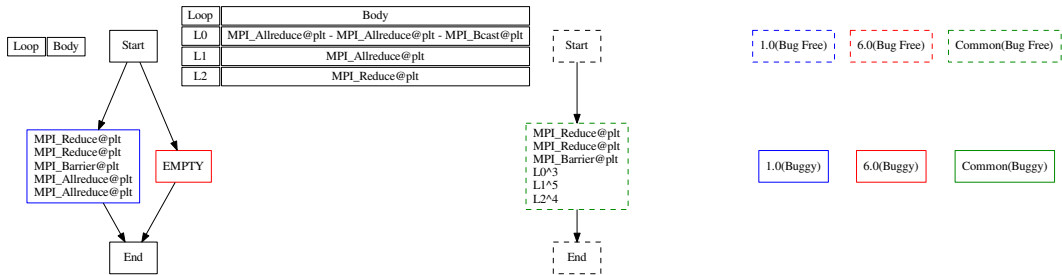 Loop Body
Start
Loop Body
L0 MPI_Allreduce@plt - MPI_Allreduce@plt - MPI_Bcast@plt
L1 MPI_Allreduce@plt
L2 MPI_Reduce@plt
Start
1.0(Bug Free)
6.0(Bug Free)
Common(Bug Free)
MPI_Reduce@plt
MPI_Reduce@plt
MPI_Barrier@plt
MPI_Allreduce@plt
MPI_Allreduce@plt
EMPTY
MPI_Reduce@plt
MPI_Reduce@plt
MPI_Barrier@plt
L0^3
L1^5
L2^4
1.0(Buggy)
6.0(Buggy)
Common(Buggy)
End
End